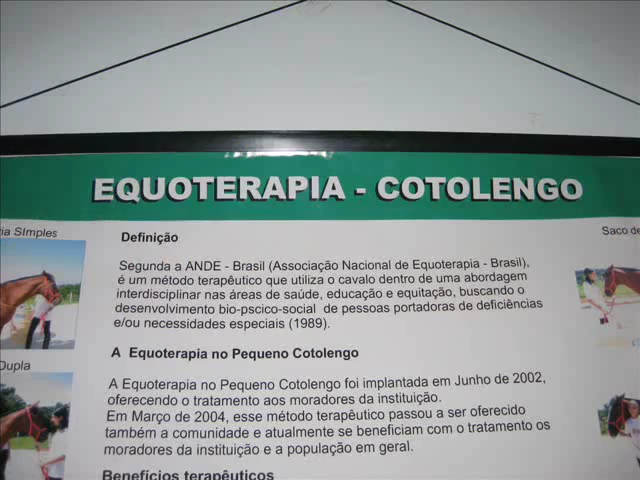 EQUOTERAPIA - COTOLENGO
ia SImples
Definição
Saco de
Segunda a ANDE - Brasil (Associação Nacional de Equoterapia - Brasil),
é um método terapêutico que utiliza o cavalo dentro de uma abordagem
interdisciplinar nas áreas de saúde, educação e equitação, buscando o
desenvolvimento bio-pscico-social de pessoas portadoras de deficiências
e/ou necessidades especiais (1989).
A Equoterapia no Pequeno Cotolengo
Dupla
A Equoterapia no Pequeno Cotolengo foi implantada em Junho de 2002,
oferecendo o tratamento aos moradores da instituição.
Em Março de 2004, esse método terapêutico passou a ser oferecido
também a comunidade e atualmente se beneficiam com o tratamento os
moradores da instituição e a população em geral.
Benefícios terapêuticos